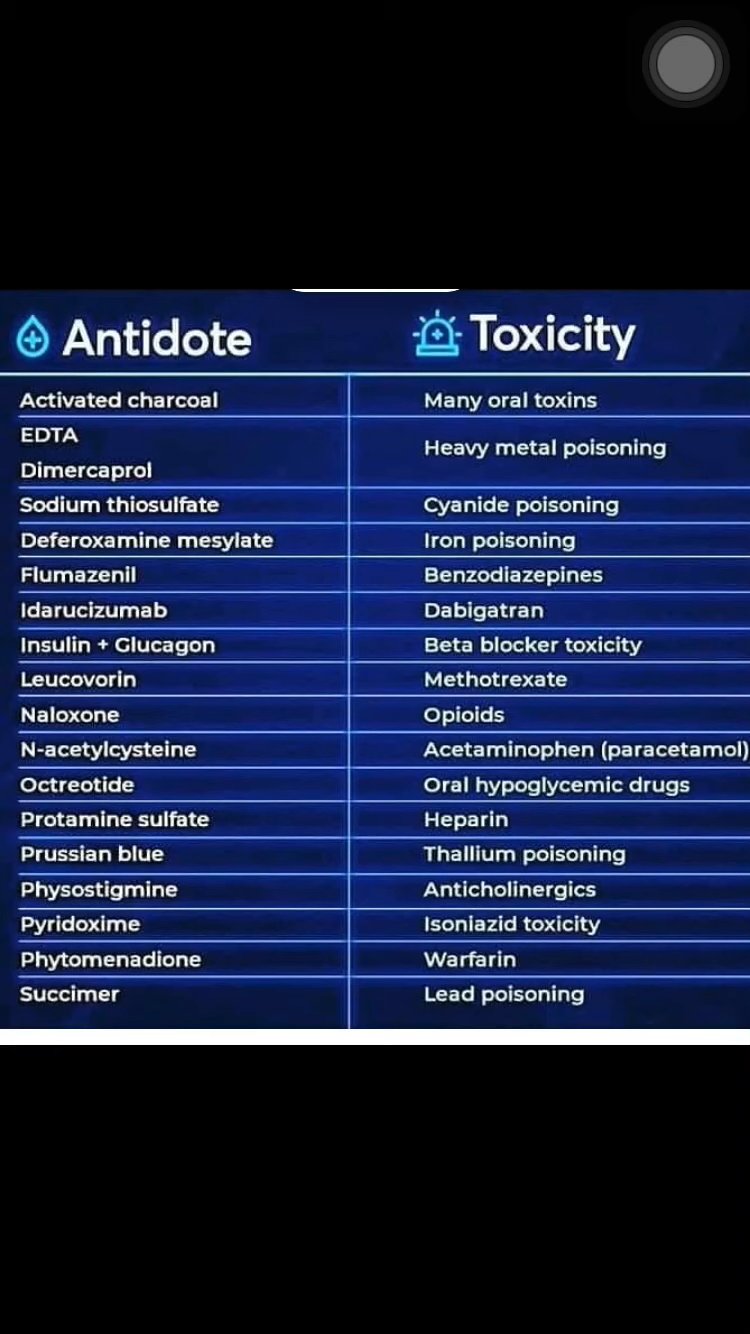 Antidote Toxicity
Activated charcoal Many oral toxins
EDTA
Heavy metal poisoning
Dimercaprol
Sodium thiosulfate Cyanide poisoning
Deferoxamine mesylate Iron poisoning
Flumazenil Benzodiazepines
Idarucizumab Dabigatran
Insulin + Glucagon Beta blocker toxicity
Leucovorin Methotrexate
Naloxone Opioids
N-acetylcysteine Acetaminophen (paracetamol)
Octreotide Oral hypoglycemic drugs
Protamine sulfate Heparin
Prussian blue Thallium poisoning
Physostigmine Anticholinergics
Pyridoxime Isoniazid toxicity
Phytomenadione Warfarin
Succimer Lead poisoning